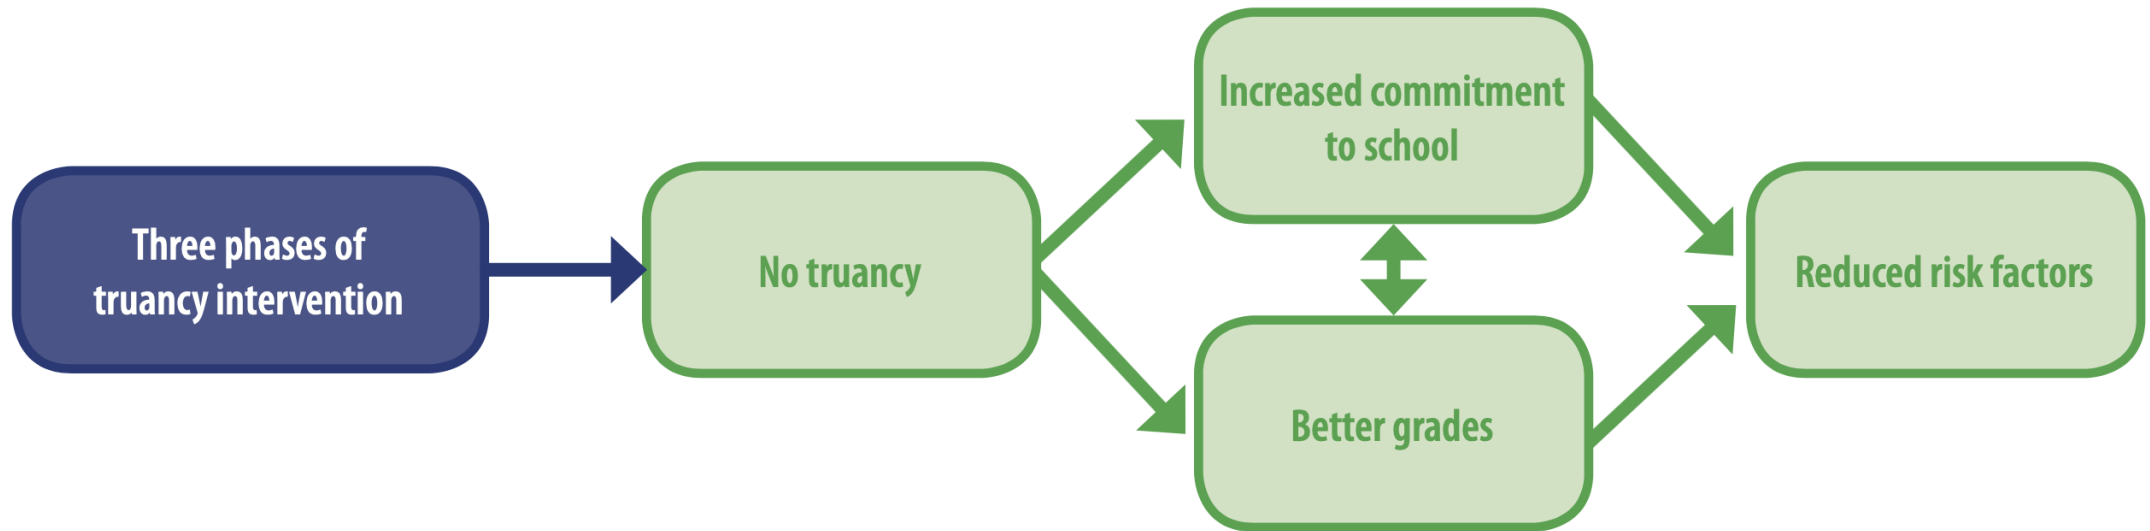 Three phases of
truancy intervention
No truancy
Increased commitment
to school
Better grades
Reduced risk factors